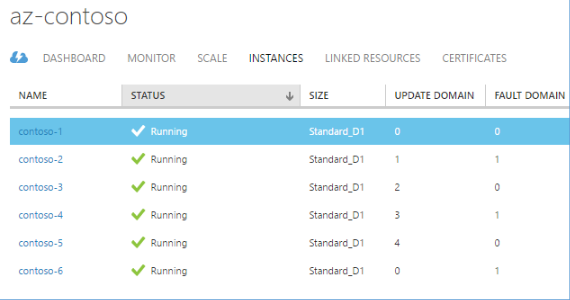 az-contoso
DASHBOARD MONITOR SCALE INSTANCES LINKED RESOURCES CERTIFICATES
NAME STATUS SIZE UPDATE DOMAIN FAULT DOMAIN
contoso-1 Running Standard_D1 0 0
contoso-2 Running Standard_D1 1 1
contoso-3 Running Standard_D1 2 0
contoso-4 Running Standard_D1 3 1
contoso-5 Running Standard_D1 4 0
contoso-6 Running Standard_D1 0 1